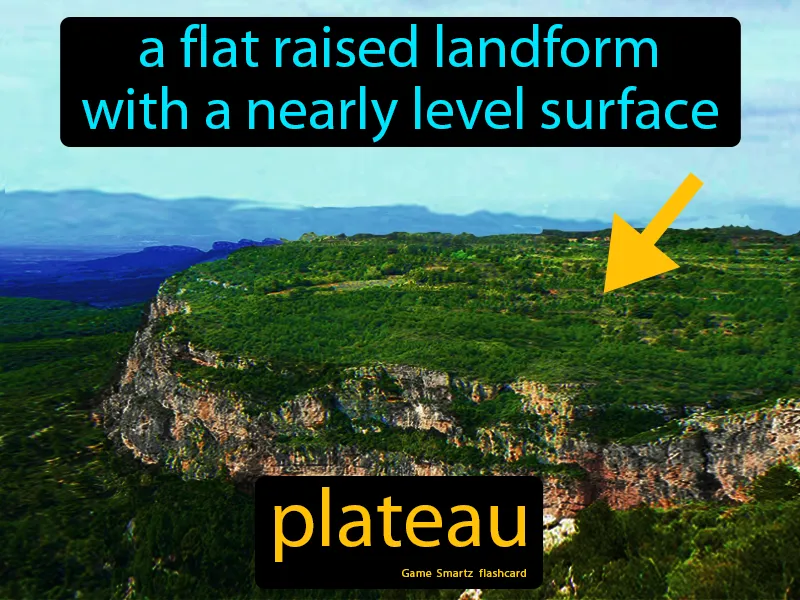 a flat raised landform
with a nearly level surface
plateau
Game Smartz flashcard